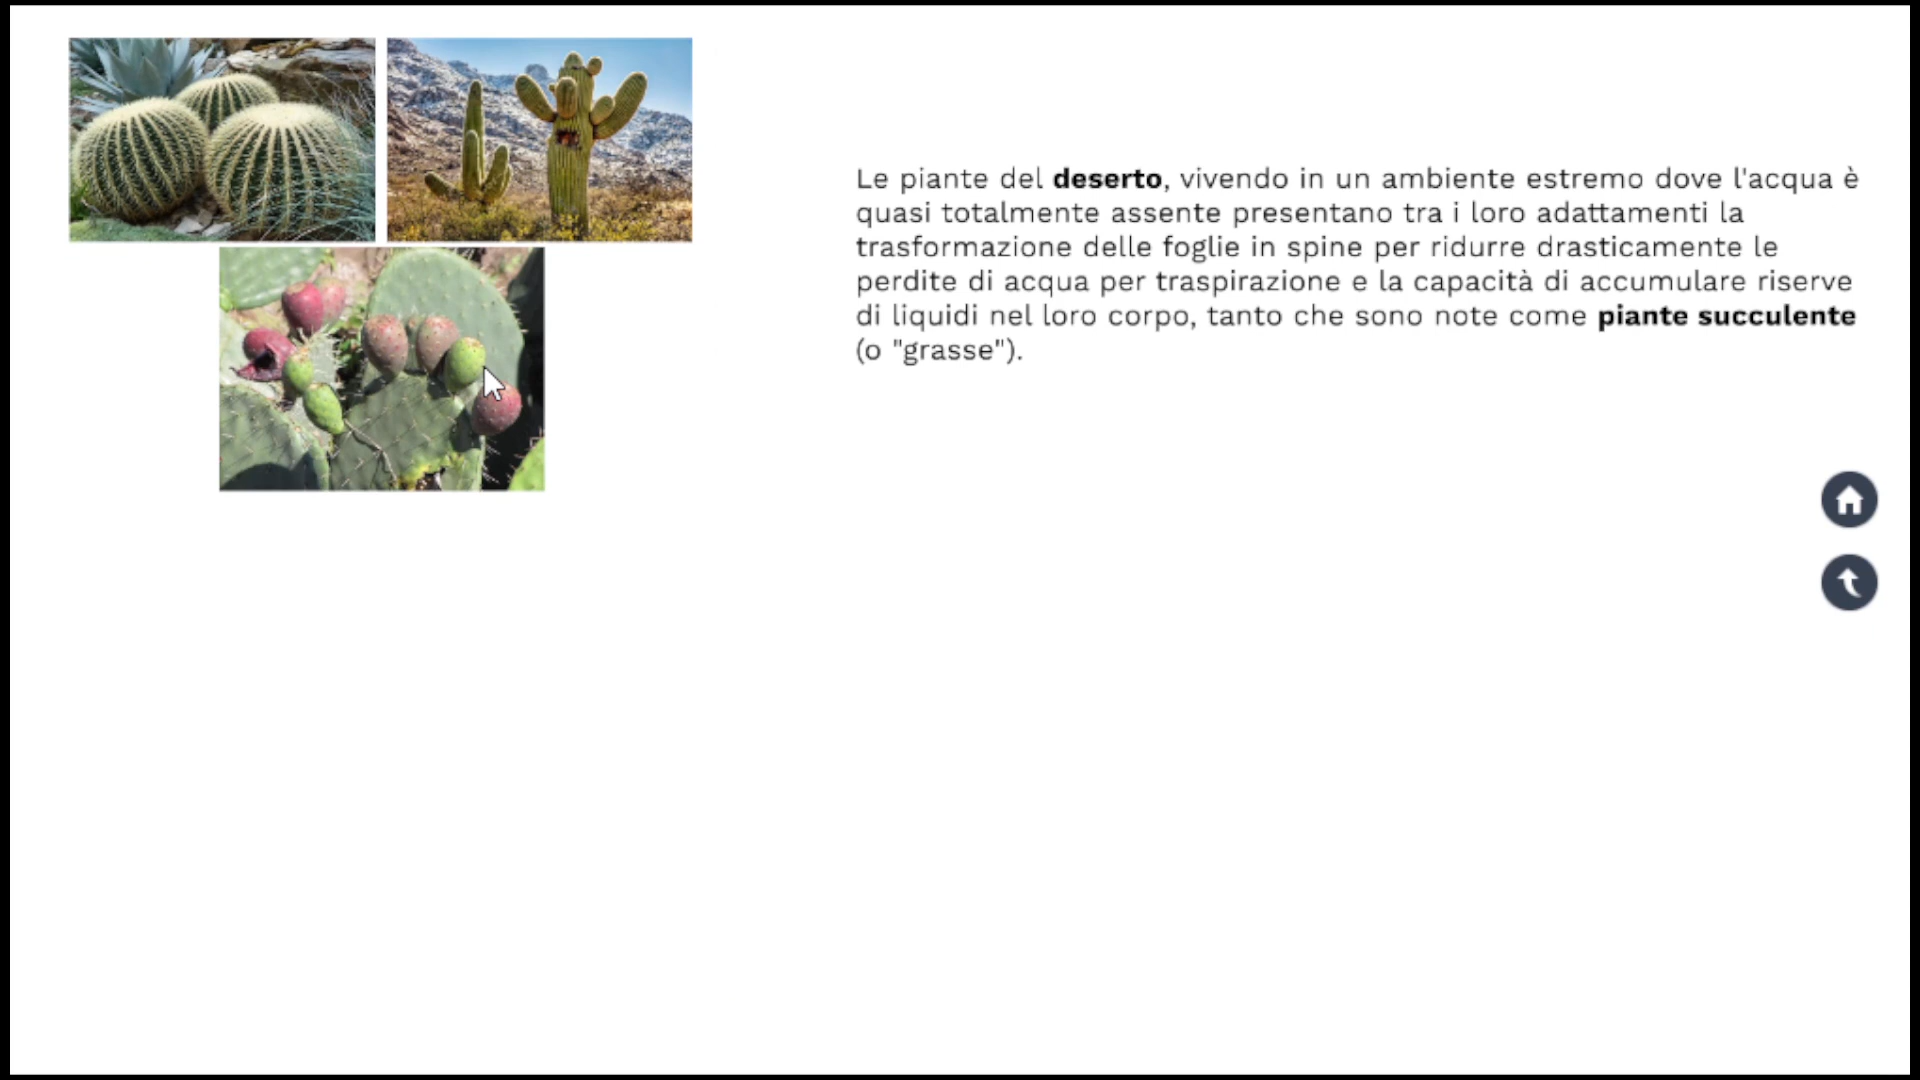 Le piante del deserto, vivendo in un ambiente estremo dove l'acqua è
quasi totalmente assente presentano tra i loro adattamenti la
trasformazione delle foglie in spine per ridurre drasticamente le
perdite di acqua per traspirazione e la capacità di accumulare riserve
di liquidi nel loro corpo, tanto che sono note come piante succulente
(o "grasse").